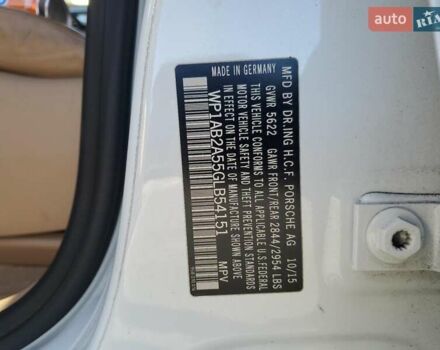 auto RIA
MFD BY DR.ING H.C.F. PORSCHE AG 10/15
GVWR 5622 GAWR FRONT/REAR 2844/2954 LBS
THIS VEHICLE CONFORMS TO ALL APPLICABLE U.S. FEDERAL
MOTOR VEHICLE SAFETY AND THEFT PREVENTION STANDARDS
IN EFFECT ON THE DATE OF MANUFACTURE SHOWN ABOVE
WP1AB2A55GLB54151 MPV
MADE IN GERMANY